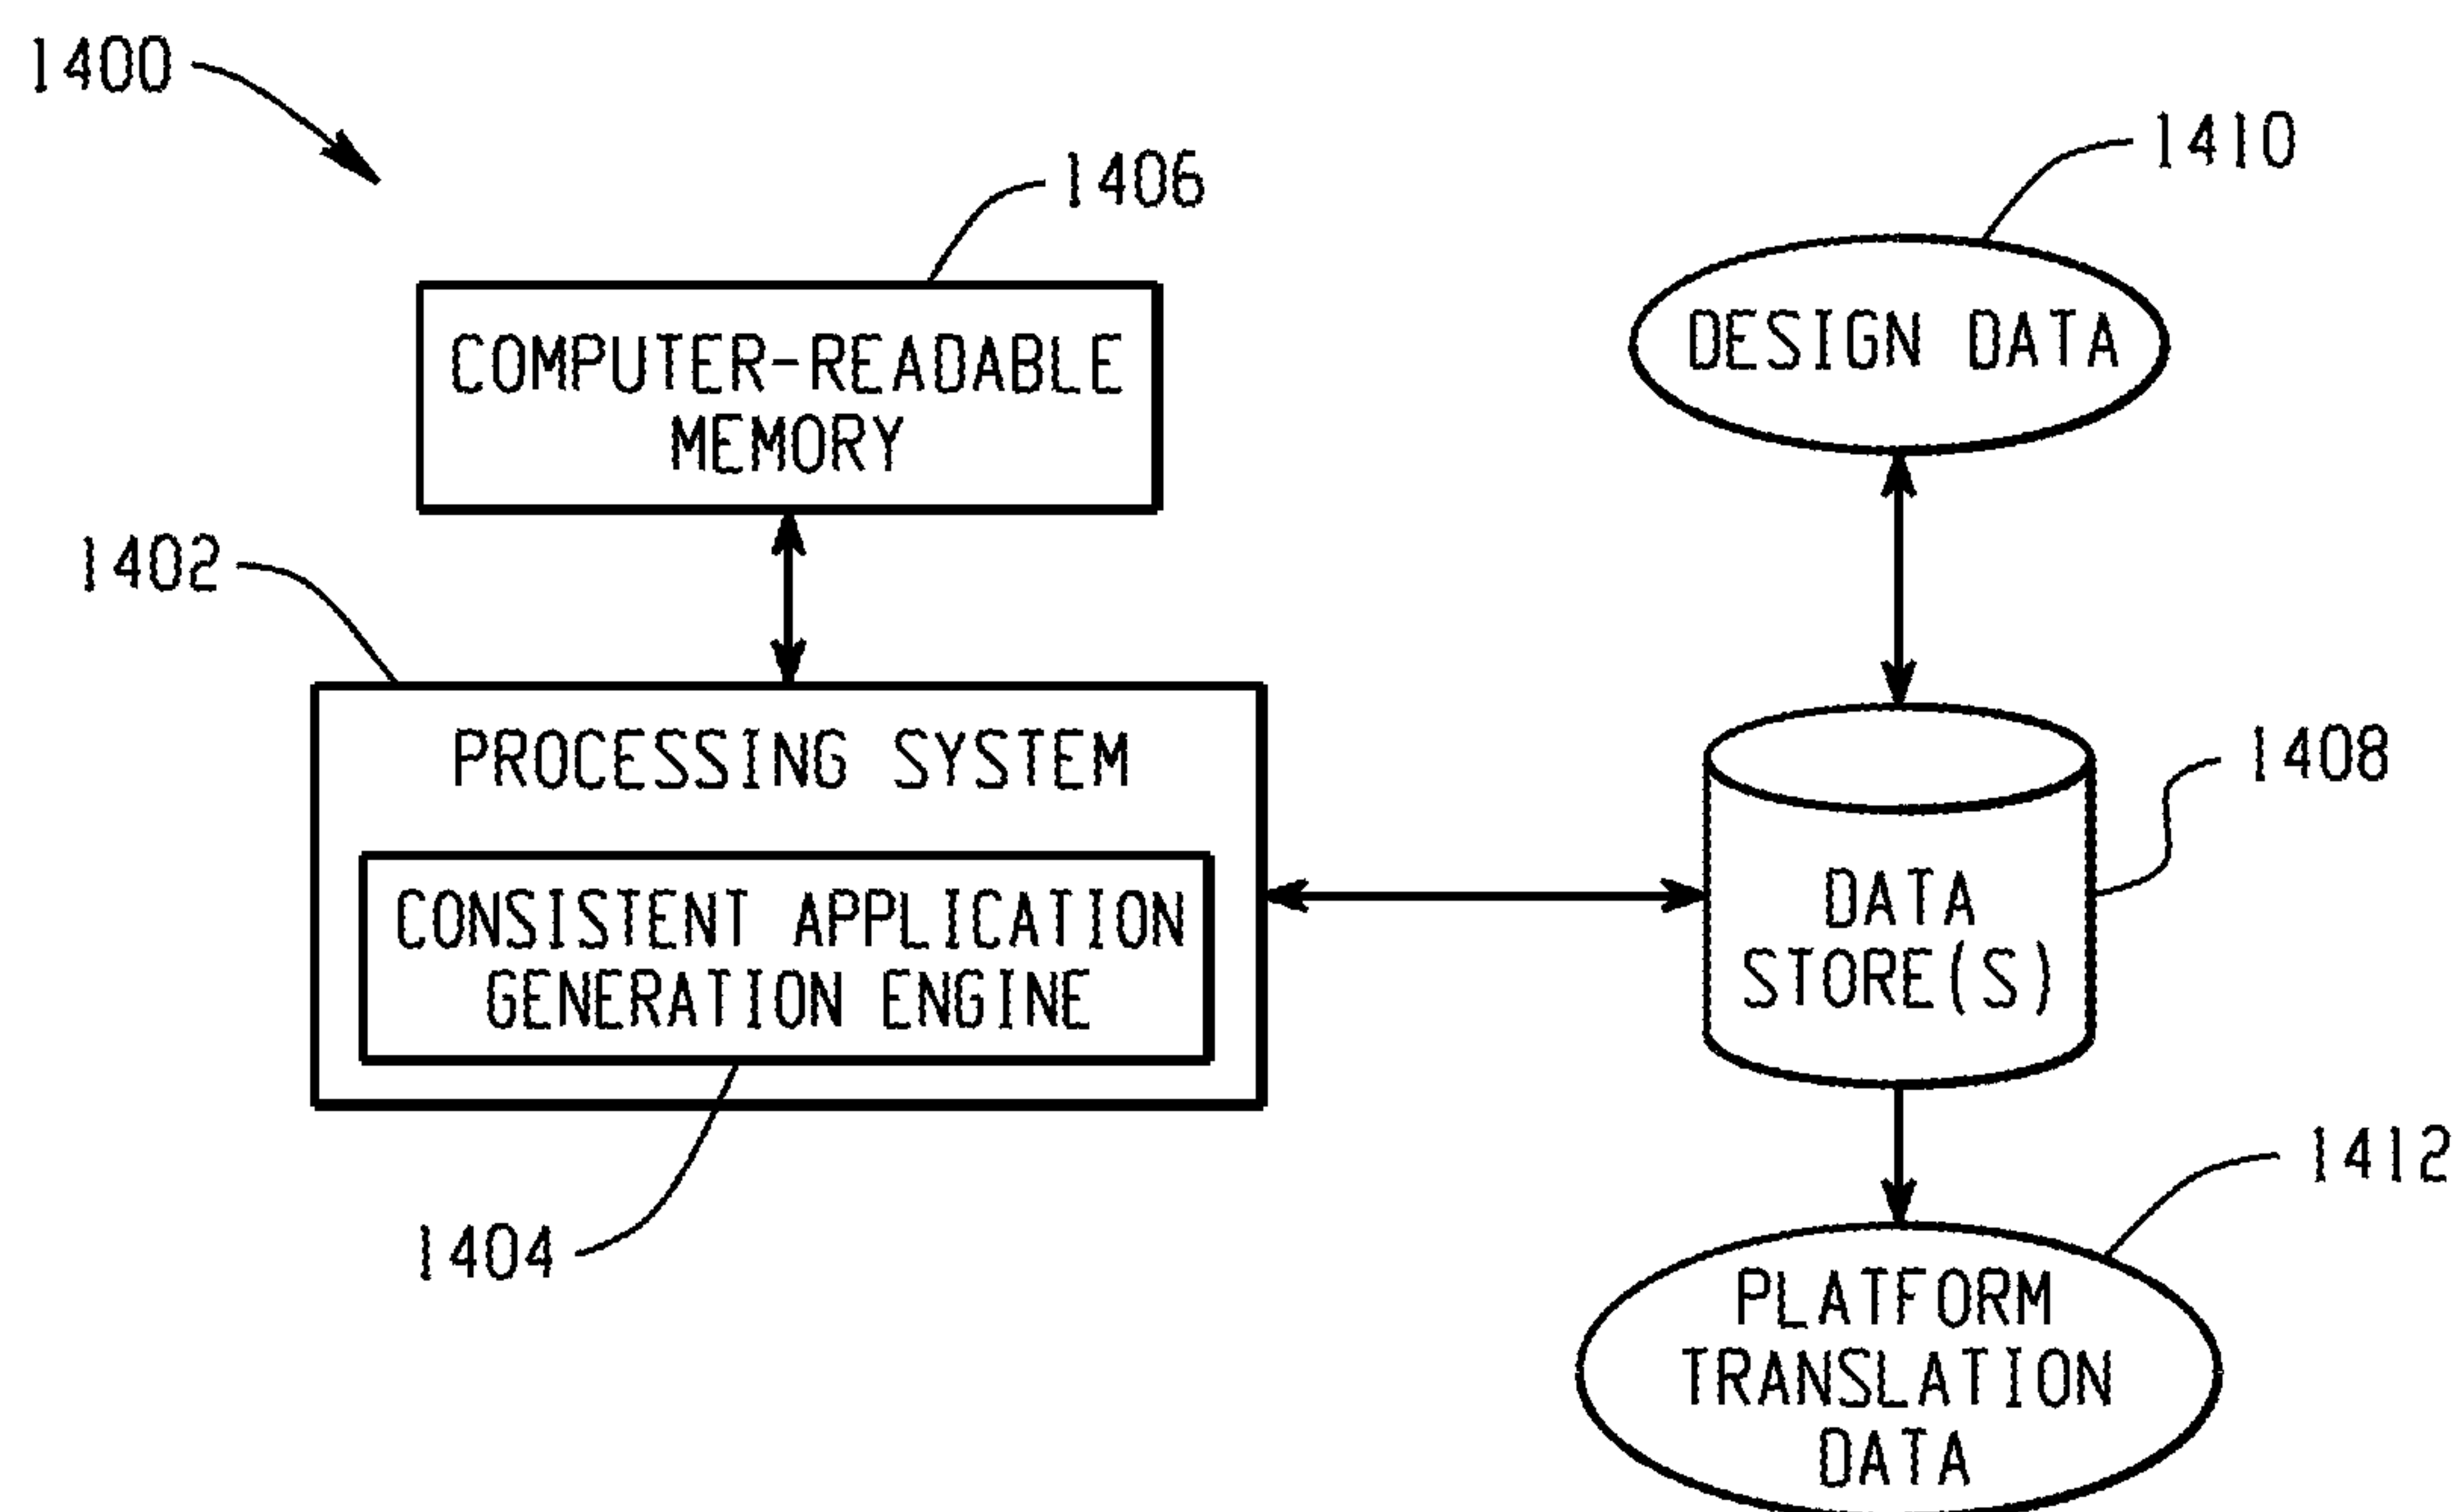 1400
1406
1410
COMPUTER-READABLE
MEMORY
DESIGN DATA
1402
PROCESSING SYSTEM
1408
CONSISTENT APPLICATION
GENERATION ENGINE
DATA
STORE(S)
1404
1412
PLATFORM
TRANSLATION
DATA